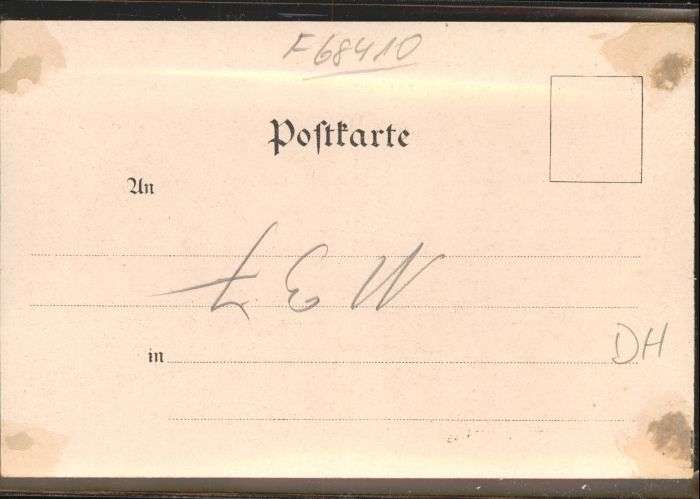 F68410
Postkarte
An
in
DH